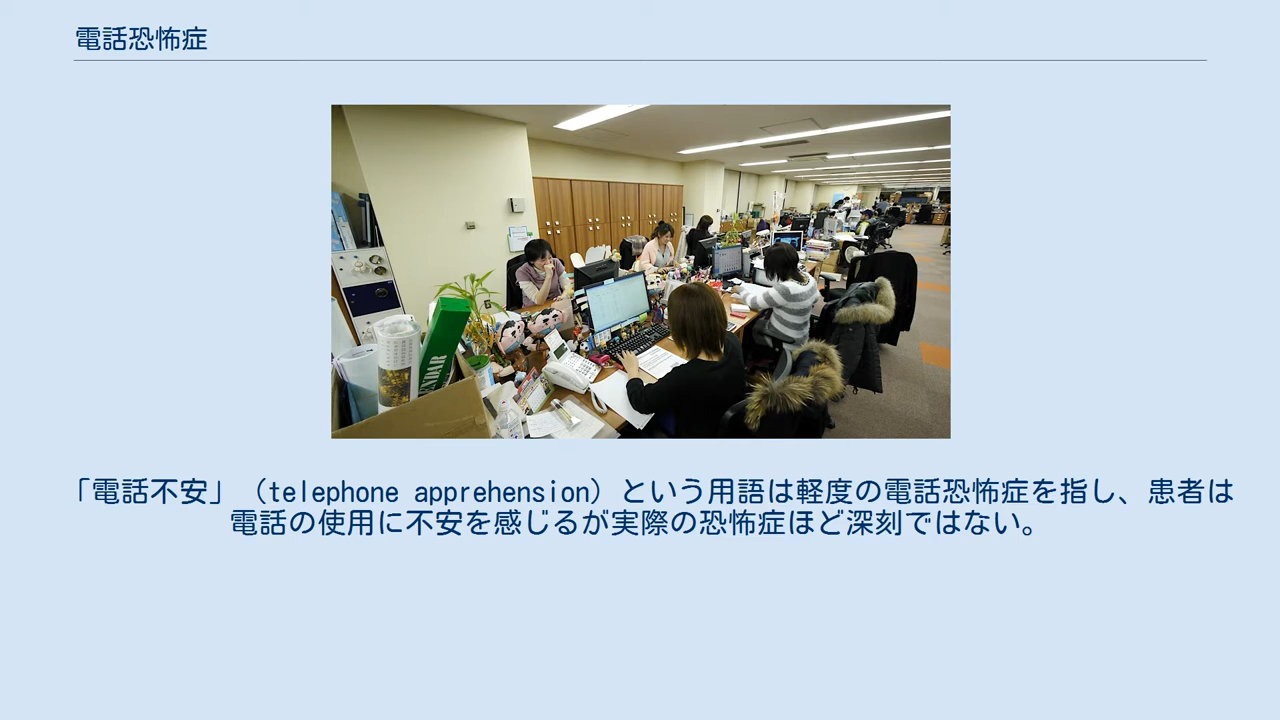 電話恐怖症
ENDAR
「電話不安」（telephone apprehension）という用語は軽度の電話恐怖症を指し、患者は
電話の使用に不安を感じるが実際の恐怖症ほど深刻ではない。